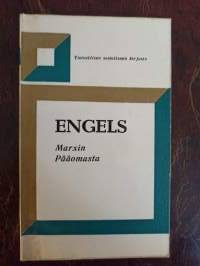 Tieteellisen sosialismin kirjasto
ENGELS
Marxin
Pääomasta